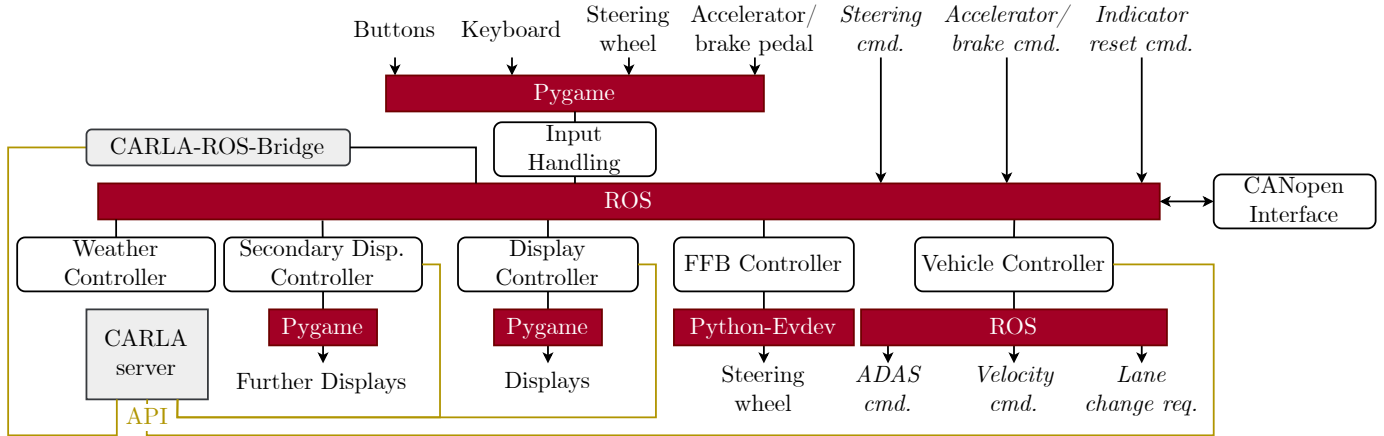 Buttons
Keyboard
Steering
wheel
Accelerator/
brake pedal
Steering
cmd.
Accelerator/
brake cmd.
Indicator
reset cmd.
Pygame
CARLA-ROS-Bridge
Input
Handling
ROS
CANopen
Interface
Weather
Controller
Secondary Disp.
Controller
Display
Controller
FFB Controller
Vehicle Controller
CARLA
server
Pygame
Pygame
Python-Evdev
ROS
Further Displays
Displays
Steering
wheel
ADAS
cmd.
Velocity
cmd.
Lane
change req.
API